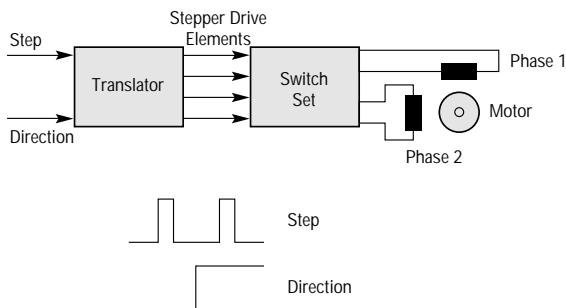 Stepper Drive
Elements
Step
Translator
Switch
Set
Phase 1
Motor
Direction
Phase 2
Step
Direction